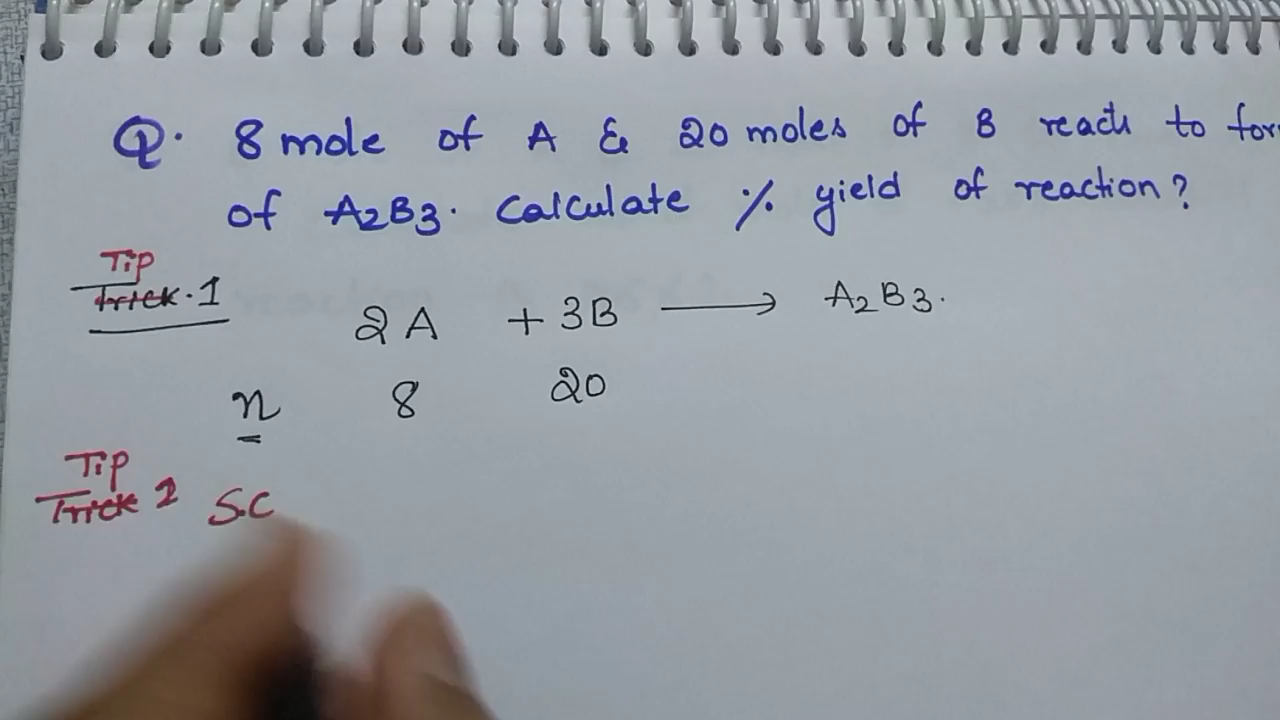 Q. 8 mole of A & 20 moles of B react to for
of A2B3. Calculate % yield of reaction?
Tip
Trick.1
2A + 3B → A2B3.
n 8 20
Tip
Trick 2 S.C